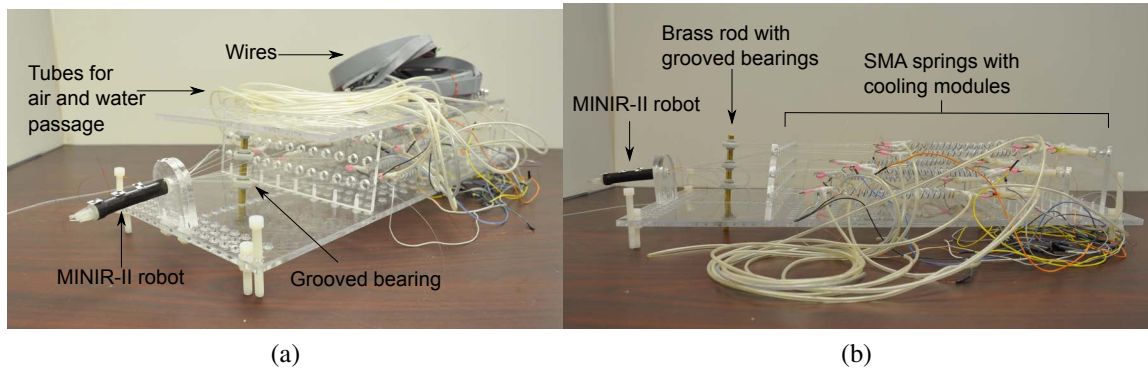 Wires
Tubes for
air and water
passage
MINIR-II robot
Grooved bearing
Brass rod with
grooved bearings
SMA springs with
cooling modules
MINIR-II robot
(a)
(b)